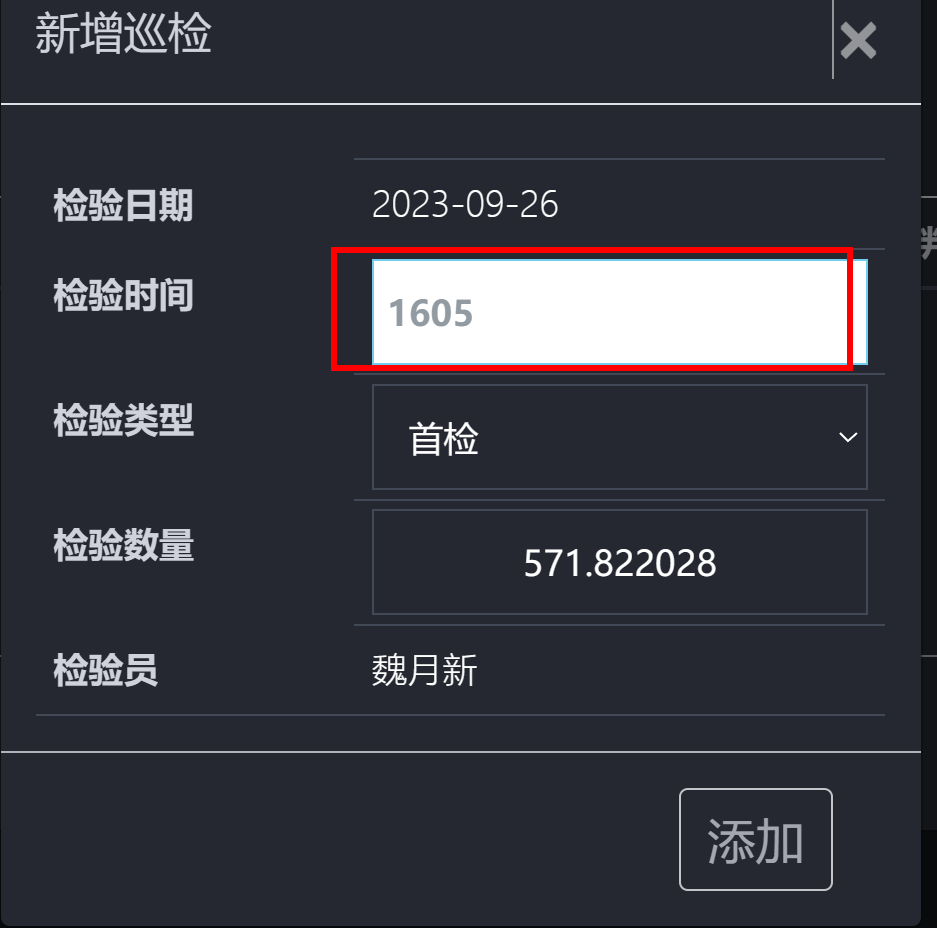 新增巡检
检验日期 2023-09-26
检验时间 1605
检验类型 首检
检验数量 571.822028
检验员 魏月新
添加